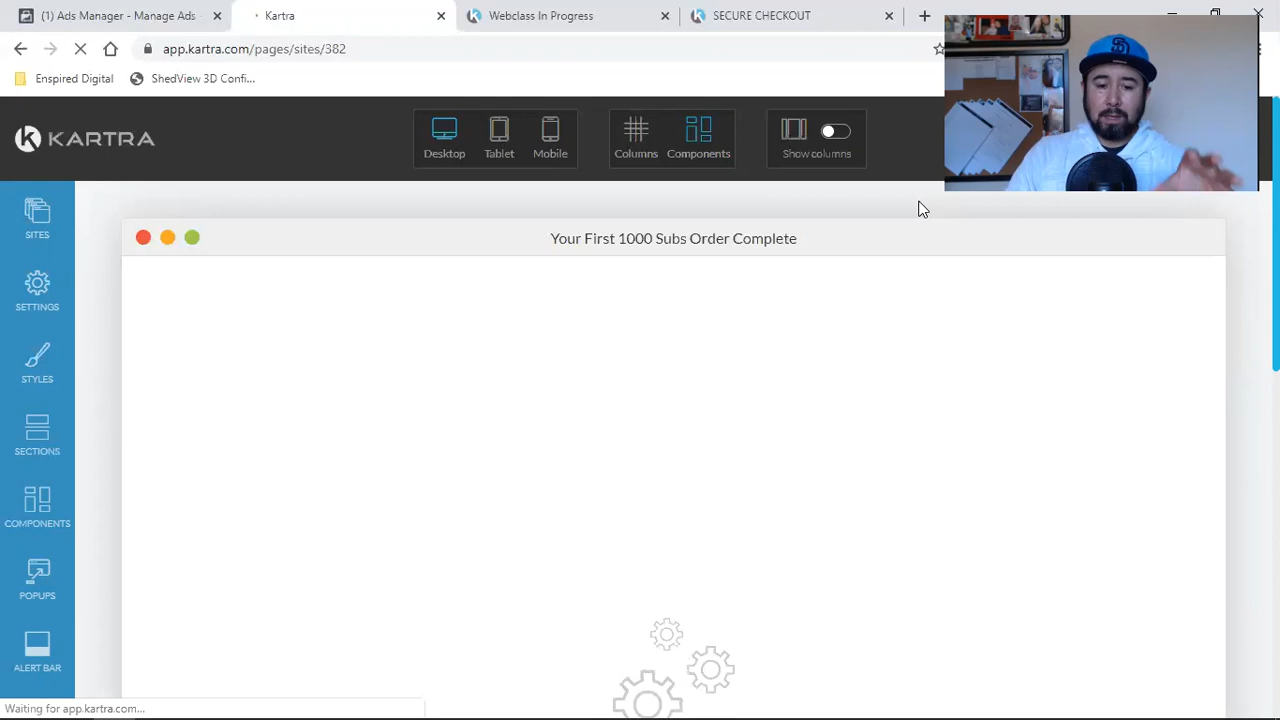 (1) Ads Manager - Manage Ads
Kartra
Webclass In Progress
SECURE CHECKOUT
app.kartra.com/pages/sites/382
Enspired Digital
ShedView 3D Confi...
KARTRA
Desktop
Tablet
Mobile
Columns
Components
Show columns
SITES
SETTINGS
STYLES
SECTIONS
COMPONENTS
POPUPS
ALERT BAR
Your First 1000 Subs Order Complete
Waiting for app.kartra.com...